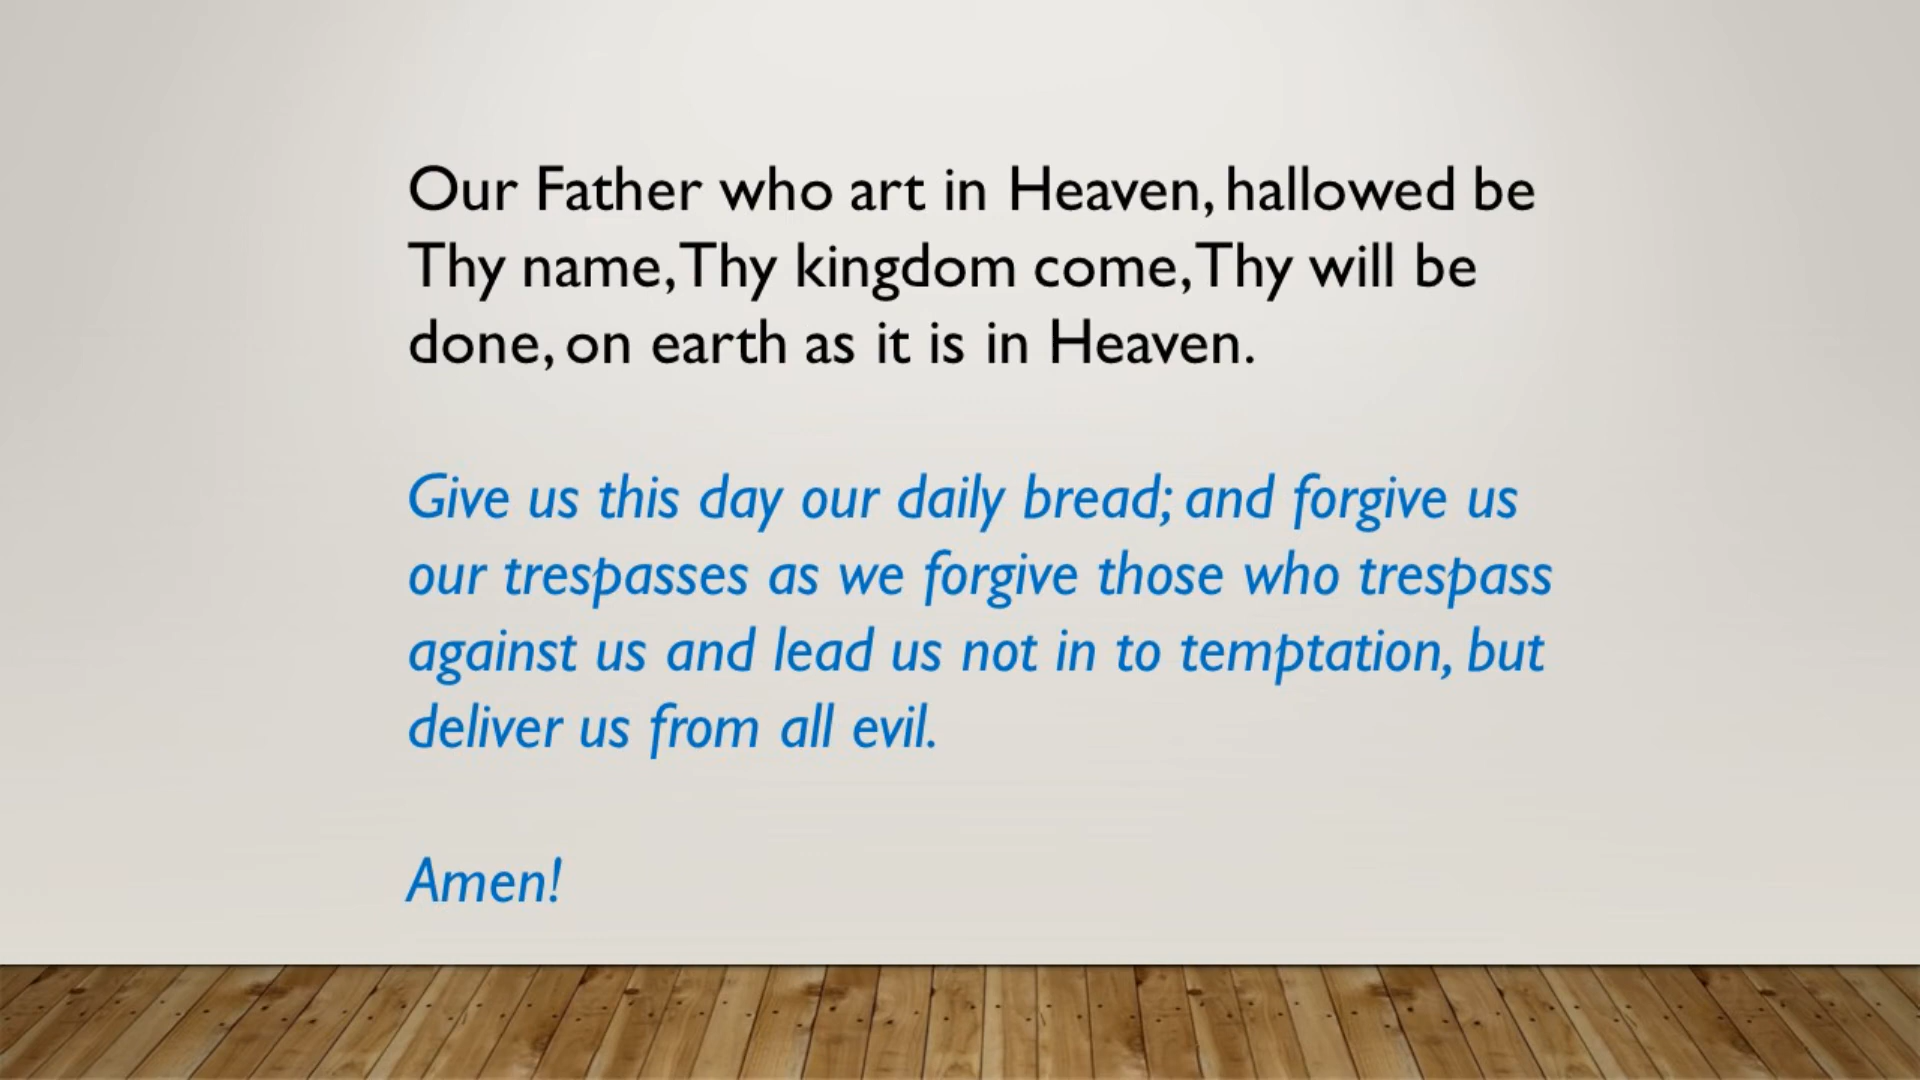 Our Father who art in Heaven, hallowed be
Thy name, Thy kingdom come, Thy will be
done, on earth as it is in Heaven.
Give us this day our daily bread; and forgive us
our trespasses as we forgive those who trespass
against us and lead us not in to temptation, but
deliver us from all evil.
Amen!